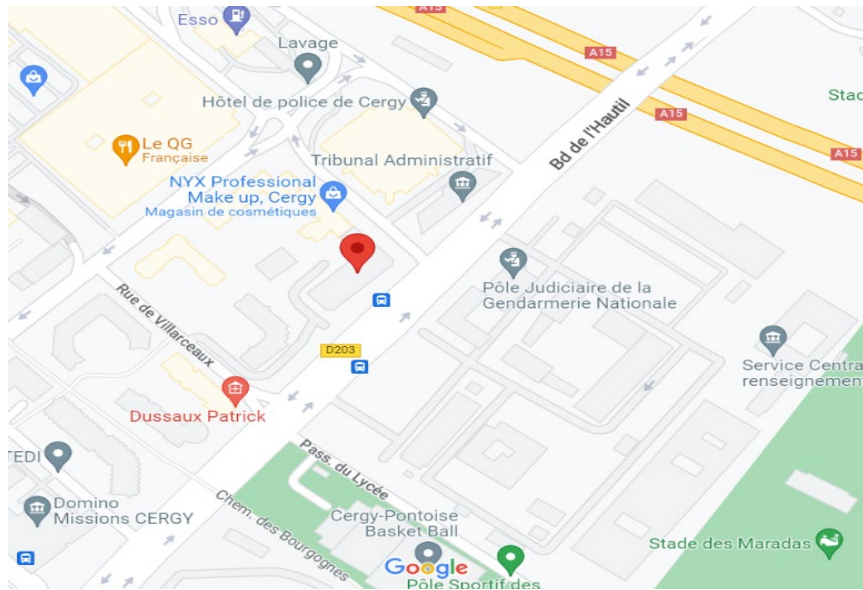 A15
Esso
A15
Lavage
Stad
Hôtel de police de Cergy
A15
Bd de l'Hautil
Le QG
Française
Tribunal Administratif
A15
NYX Professional
Make up, Cergy
Magasin de cosmétiques
Pôle Judiciaire de la
Gendarmerie Nationale
Rue de Villarceaux
D203
Service Centra
renseignement
Dussaux Patrick
Pass. du Lycée
TEDI
Domino
Missions CERGY
Chem. des Bourgognes
Cergy-Pontoise
Basket Ball
Stade des Maradas
Google
Pôle Sportif des